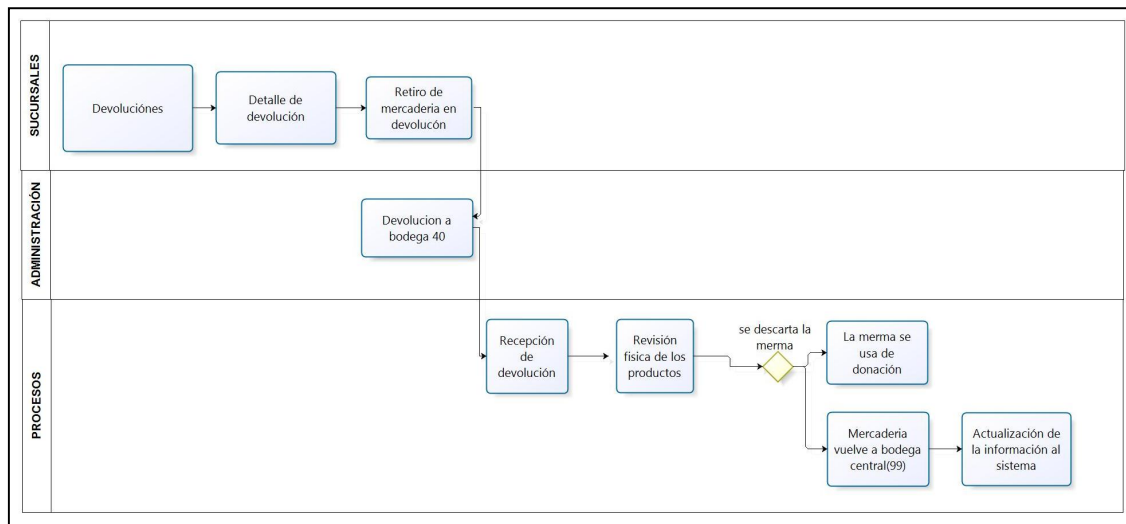 SUCURSALES
Devoluciónes
Detalle de
devolución
Retiro de
mercaderia en
devolucón
ADMINISTRACIÓN
Devolucion a
bodega 40
PROCESOS
Recepción
de
devolución
Revisión
fisica de los
productos
se descarta la
merma
La merma se
usa de
donación
Mercaderia
vuelve a bodega
central(99)
Actualización de
la información al
sistema